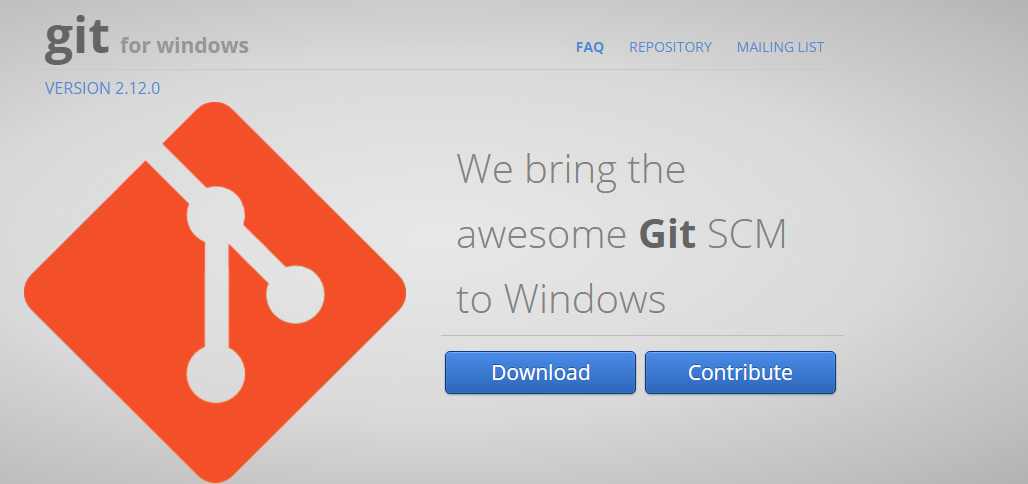 git for windows
FAQ REPOSITORY MAILING LIST
VERSION 2.12.0
We bring the
awesome Git SCM
to Windows
Download Contribute